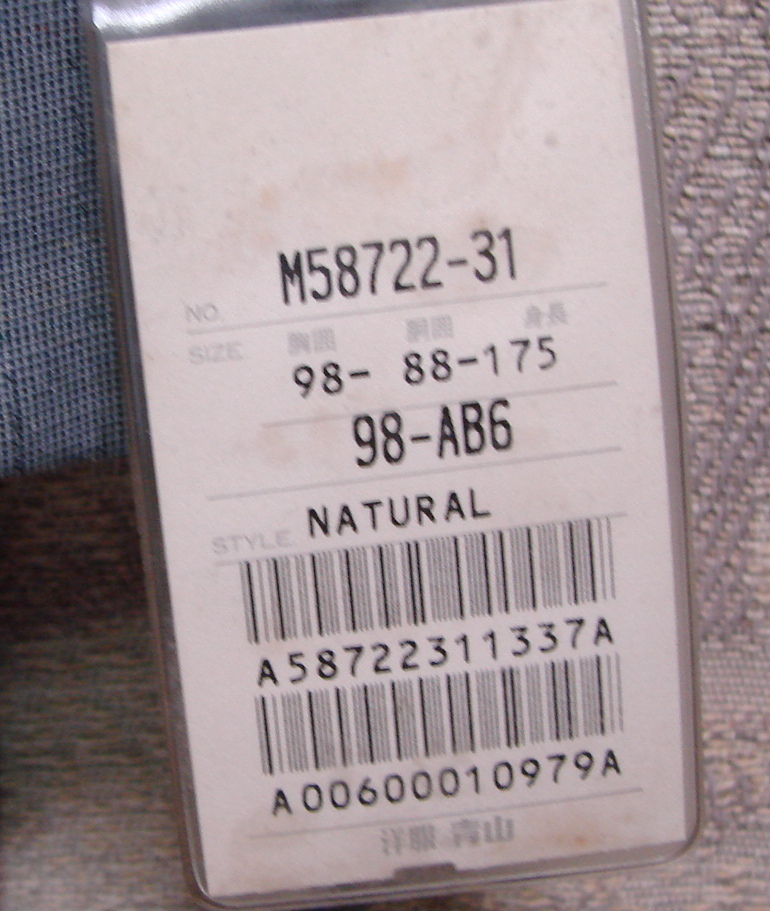 NO. M58722-31
SIZE 胸囲 胴囲 身長
98- 88-175
98-AB6
STYLE NATURAL
A58722311337A
A00600010979A
洋服の青山